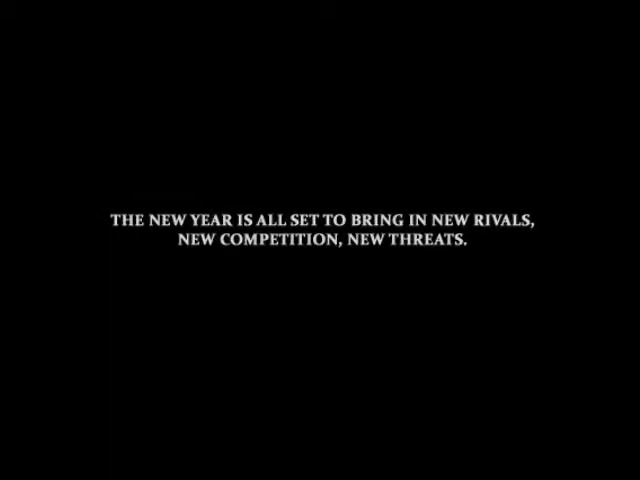 THE NEW YEAR IS ALL SET TO BRING IN NEW RIVALS,
NEW COMPETITION, NEW THREATS.